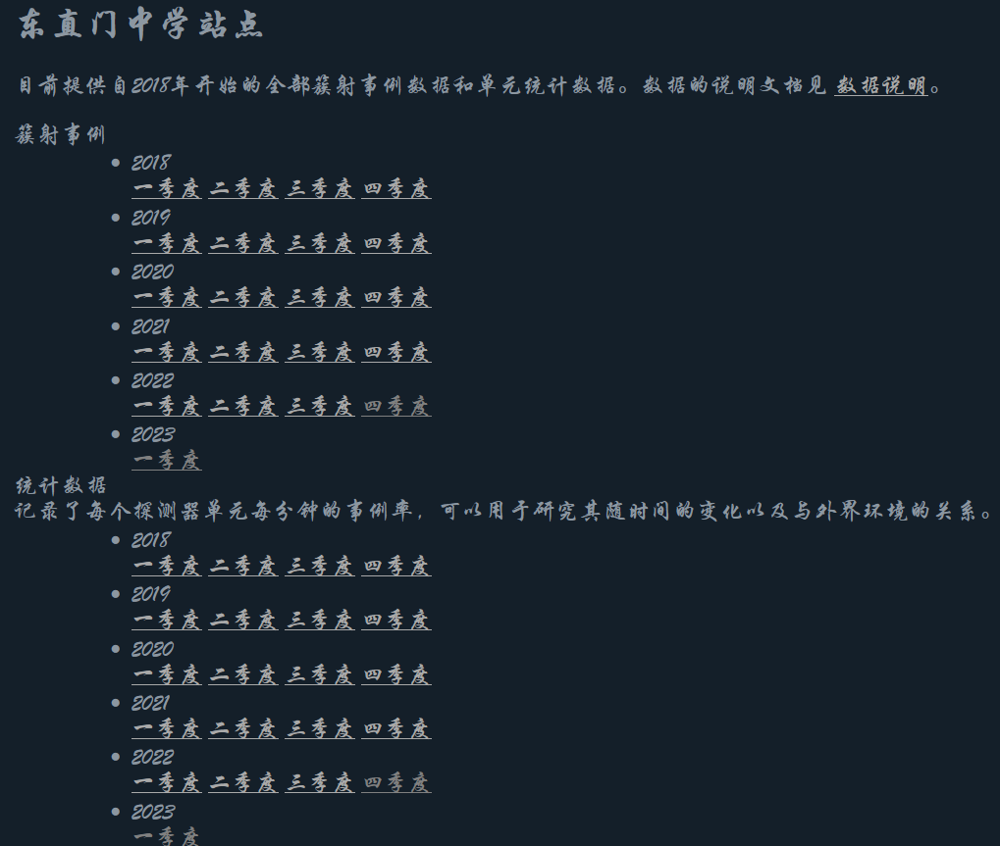 东直门中学站点
目前提供自2018年开始的全部簇射事例数据和单元统计数据。数据的说明文档见 数据说明。
簇射事例
2018
一季度 二季度 三季度 四季度
2019
一季度 二季度 三季度 四季度
2020
一季度 二季度 三季度 四季度
2021
一季度 二季度 三季度 四季度
2022
一季度 二季度 三季度 四季度
2023
一季度
统计数据
记录了每个探测器单元每分钟的事例率，可以用于研究其随时间的变化以及与外界环境的关系。
2018
一季度 二季度 三季度 四季度
2019
一季度 二季度 三季度 四季度
2020
一季度 二季度 三季度 四季度
2021
一季度 二季度 三季度 四季度
2022
一季度 二季度 三季度 四季度
2023
一季度